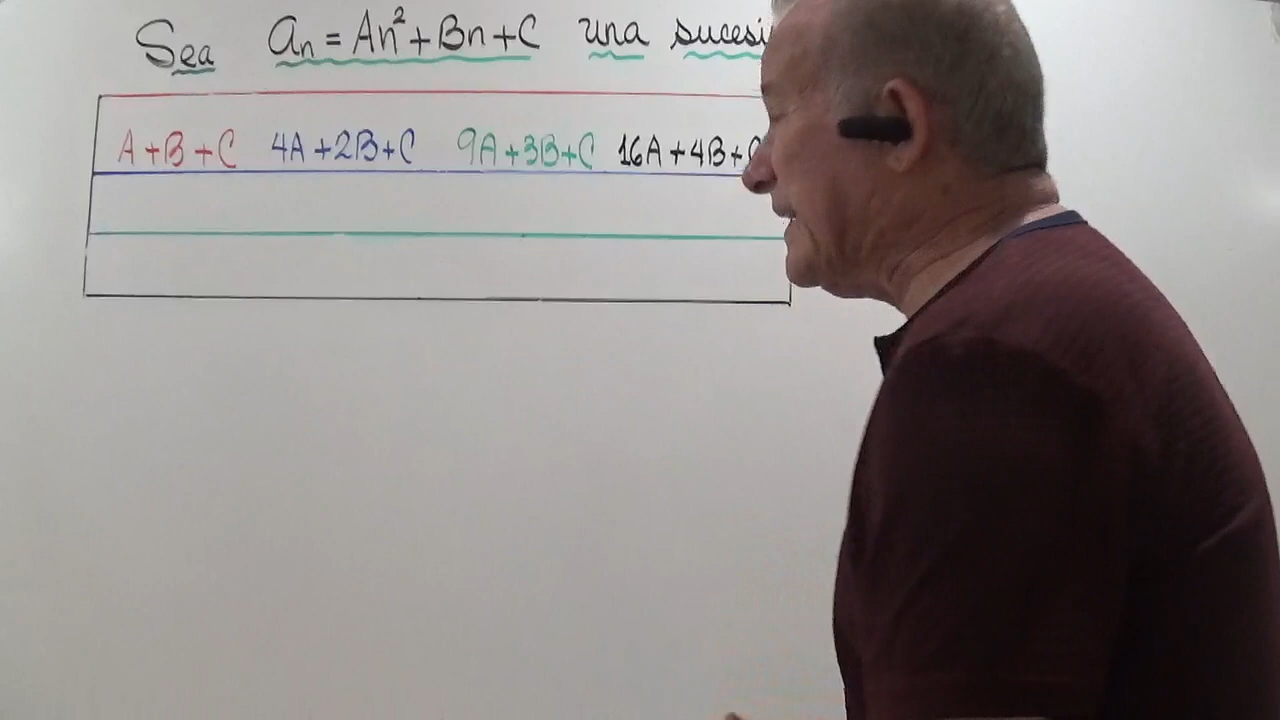 Sea an = An² + Bn + C una
A + B + C 4A + 2B + C 9A + 3B + C 16A + 4B +